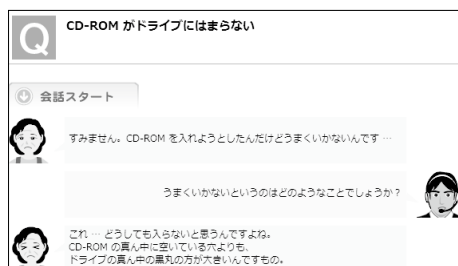 Q
CD-ROM がドライブにはまらない
会話スタート
すみません。CD-ROM を入れようとしたんだけどうまくいかないんです …
うまくいかないというのはどのようなことでしょうか？
これ … どうしても入らないと思うんですよね。
CD-ROM の真ん中に空いている穴よりも、
ドライブの真ん中の黒丸の方が大きいんですもの。